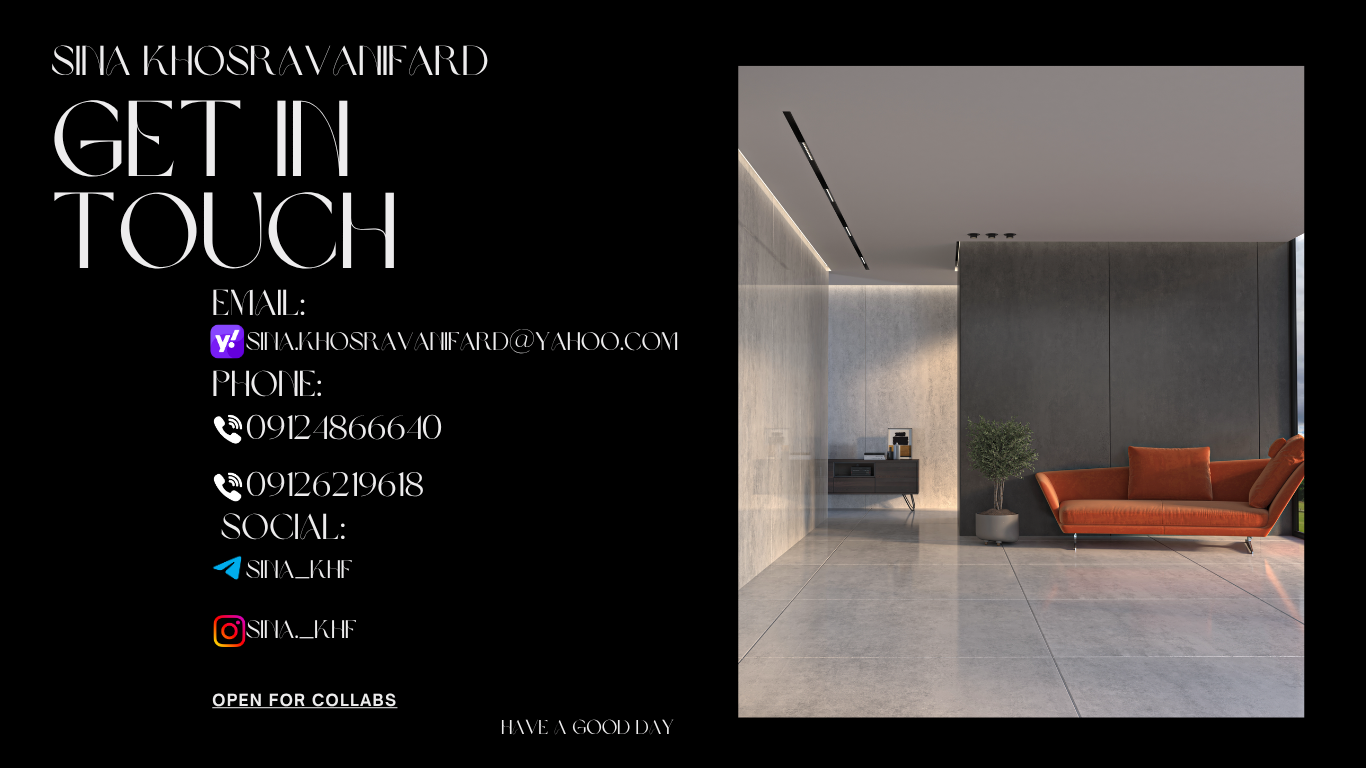 SINA KHOSRAVANIFARD
GET IN
TOUCH
EMAIL:
SINA.KHOSRAVANIFARD@YAHOO.COM
PHONE:
09124866640
09126219618
SOCIAL:
SINA_KHF
SINA._KHF
OPEN FOR COLLABS
HAVE A GOOD DAY